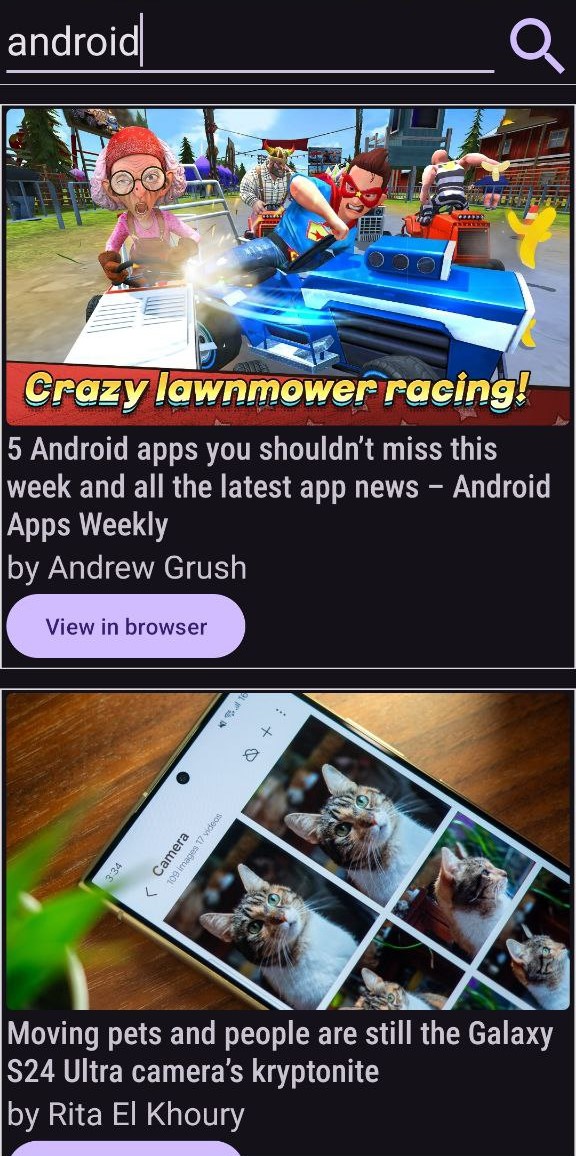 android
Crazy lawnmower racing!
5 Android apps you shouldn’t miss this
week and all the latest app news – Android
Apps Weekly
by Andrew Grush
View in browser
3:34
Camera
109 images 17 videos
Moving pets and people are still the Galaxy
S24 Ultra camera’s kryptonite
by Rita El Khoury